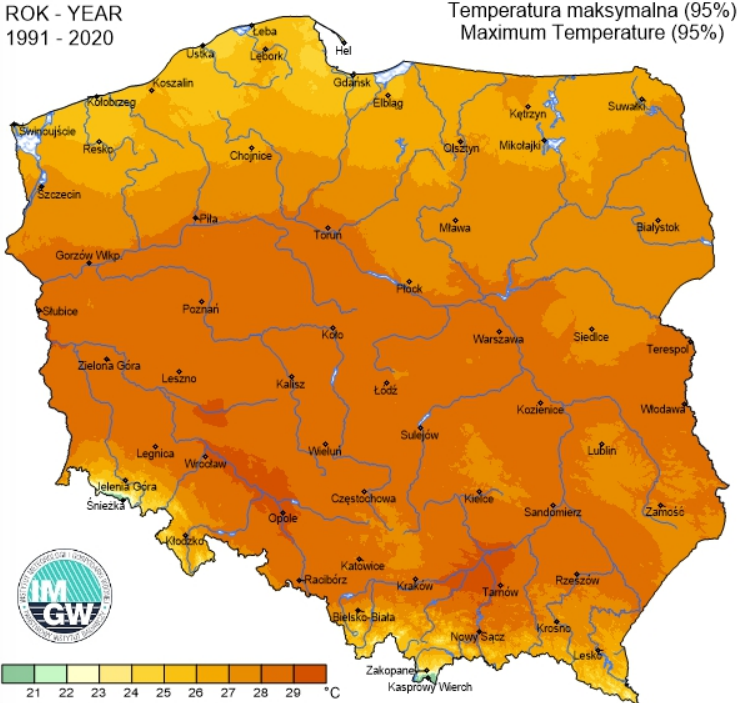 ROK - YEAR
1991 - 2020
Temperatura maksymalna (95%)
Maximum Temperature (95%)
Łeba
Hel
Ustka
Lębork
Gdańsk
Koszalin
Kołobrzeg
Elbląg
Suwałki
Kętrzyn
Świnoujście
Resko
Chojnice
Olsztyn
Mikołajki
Szczecin
Piła
Toruń
Mława
Białystok
Gorzów Wlkp.
Płock
Słubice
Poznań
Koło
Warszawa
Siedlce
Terespol
Zielona Góra
Leszno
Kalisz
Łódź
Kozienice
Włodawa
Sulejów
Legnica
Wrocław
Wieluń
Lublin
Jelenia Góra
Śnieżka
Częstochowa
Kielce
Sandomierz
Zamość
Opole
Kłodzko
Katowice
Racibórz
Kraków
Tarnów
Rzeszów
Bielsko-Biała
Nowy Sącz
Krosno
Lesko
Zakopane
Kasprowy Wierch
IM
GW
21 22 23 24 25 26 27 28 29 °C